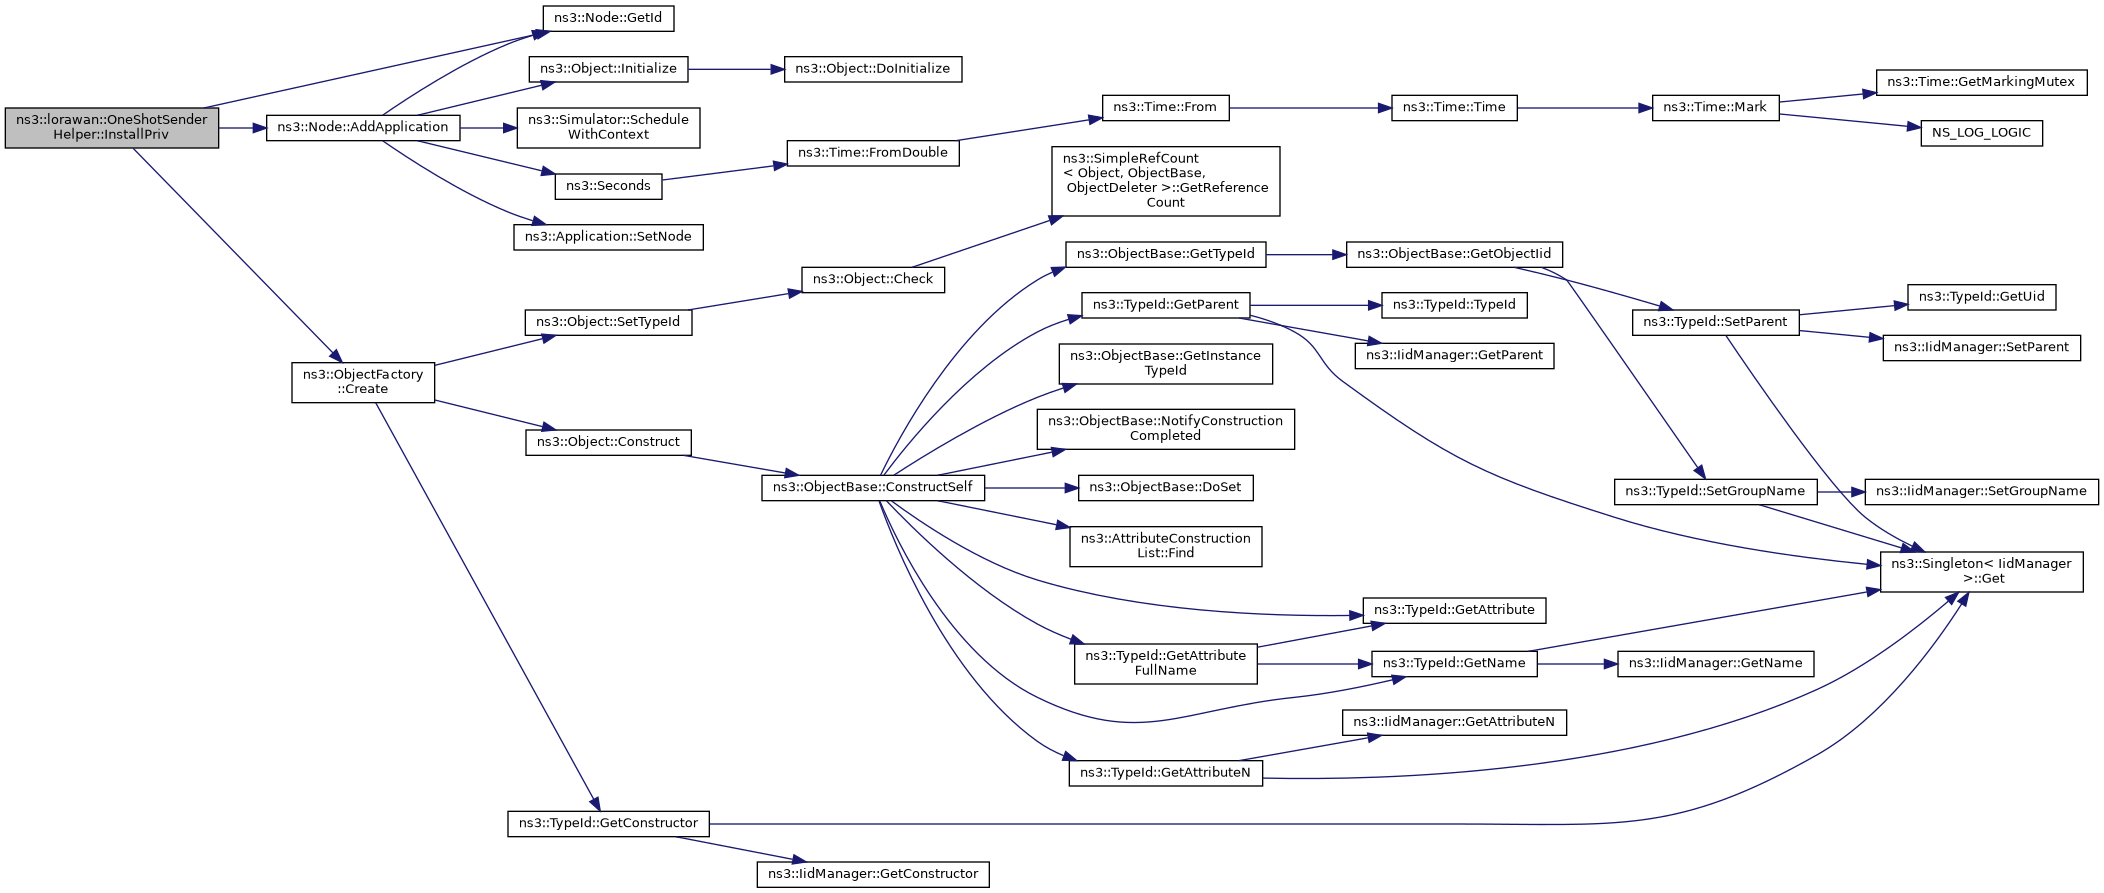 ns3::lorawan::OneShotSender
Helper::InstallPriv
ns3::Node::GetId
ns3::Node::AddApplication
ns3::Object::Initialize
ns3::Object::DoInitialize
ns3::Simulator::Schedule
WithContext
ns3::Seconds
ns3::Time::FromDouble
ns3::Time::From
ns3::Time::Time
ns3::Time::Mark
ns3::Time::GetMarkingMutex
NS_LOG_LOGIC
ns3::Application::SetNode
ns3::ObjectFactory
::Create
ns3::Object::SetTypeId
ns3::Object::Check
ns3::SimpleRefCount
< Object, ObjectBase,
ObjectDeleter >::GetReference
Count
ns3::Object::Construct
ns3::ObjectBase::ConstructSelf
ns3::ObjectBase::GetTypeId
ns3::ObjectBase::GetObjectIid
ns3::TypeId::SetParent
ns3::TypeId::GetUid
ns3::IidManager::SetParent
ns3::TypeId::GetParent
ns3::TypeId::TypeId
ns3::IidManager::GetParent
ns3::ObjectBase::GetInstance
TypeId
ns3::ObjectBase::NotifyConstruction
Completed
ns3::ObjectBase::DoSet
ns3::TypeId::SetGroupName
ns3::IidManager::SetGroupName
ns3::AttributeConstruction
List::Find
ns3::Singleton< IidManager
>::Get
ns3::TypeId::GetAttribute
ns3::TypeId::GetAttribute
FullName
ns3::TypeId::GetName
ns3::IidManager::GetName
ns3::IidManager::GetAttributeN
ns3::TypeId::GetAttributeN
ns3::TypeId::GetConstructor
ns3::IidManager::GetConstructor